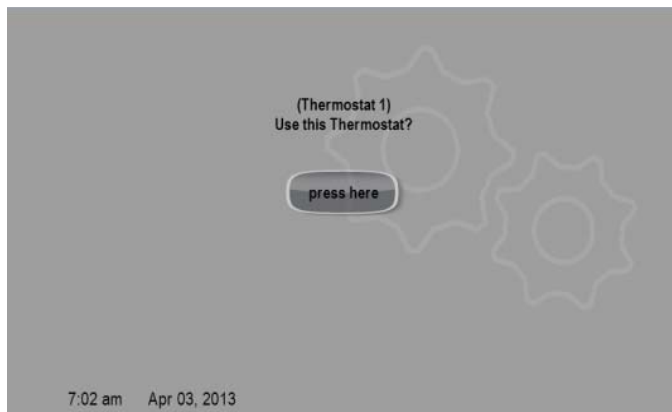 (Thermostat 1)
Use this Thermostat?
press here
7:02 am Apr 03, 2013